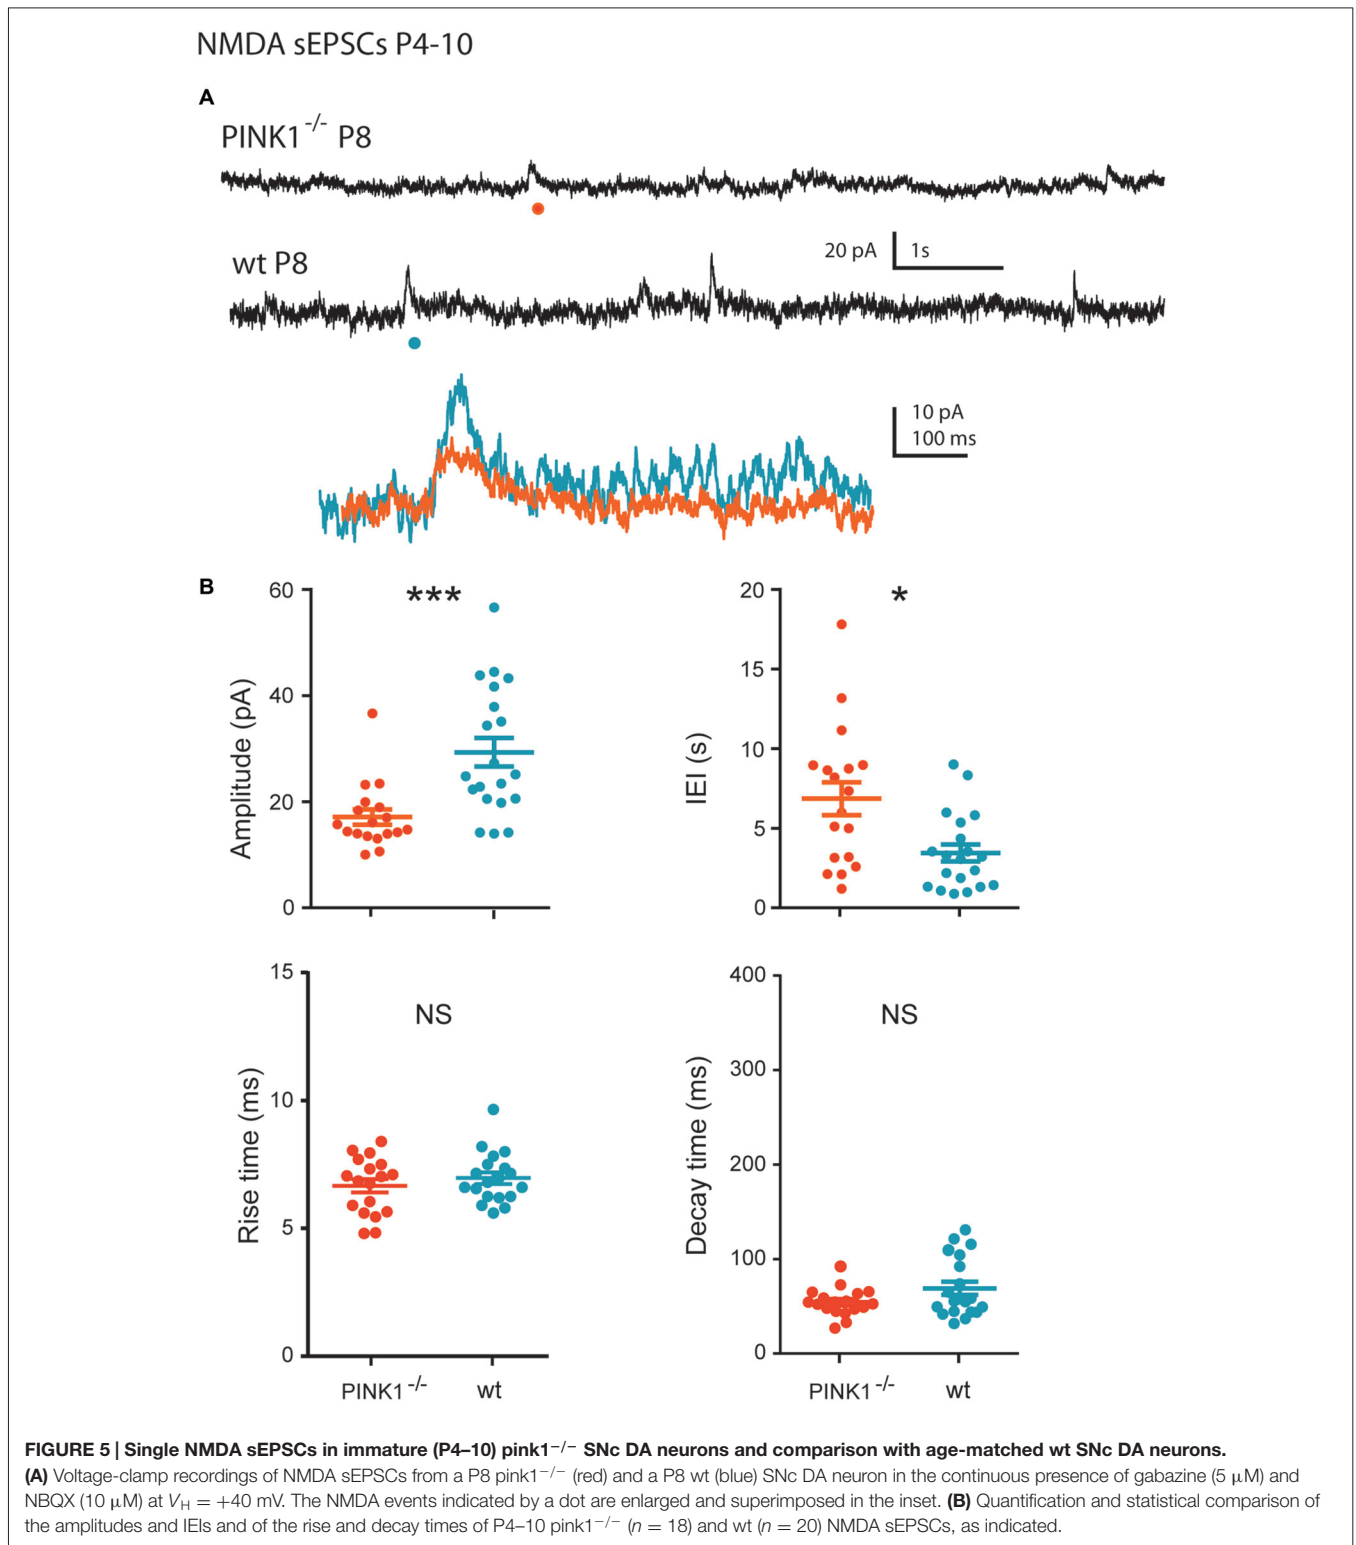 NMDA sEPSCs P4-10
A
PINK1-/- P8
20 pA 1s
wt P8
10 pA
100 ms
B
60
40
20
0
Amplitude (pA)
***
20
15
10
5
0
IEI (s)
*
15
10
5
0
Rise time (ms)
NS
PINK1-/- wt
400
300
200
100
0
Decay time (ms)
NS
PINK1-/- wt
FIGURE 5 | Single NMDA sEPSCs in immature (P4–10) pink1−/− SNc DA neurons and comparison with age-matched wt SNc DA neurons.
(A) Voltage-clamp recordings of NMDA sEPSCs from a P8 pink1−/− (red) and a P8 wt (blue) SNc DA neuron in the continuous presence of gabazine (5 μM) and
NBQX (10 μM) at VH = +40 mV. The NMDA events indicated by a dot are enlarged and superimposed in the inset. (B) Quantification and statistical comparison of
the amplitudes and IEIs and of the rise and decay times of P4–10 pink1−/− (n = 18) and wt (n = 20) NMDA sEPSCs, as indicated.